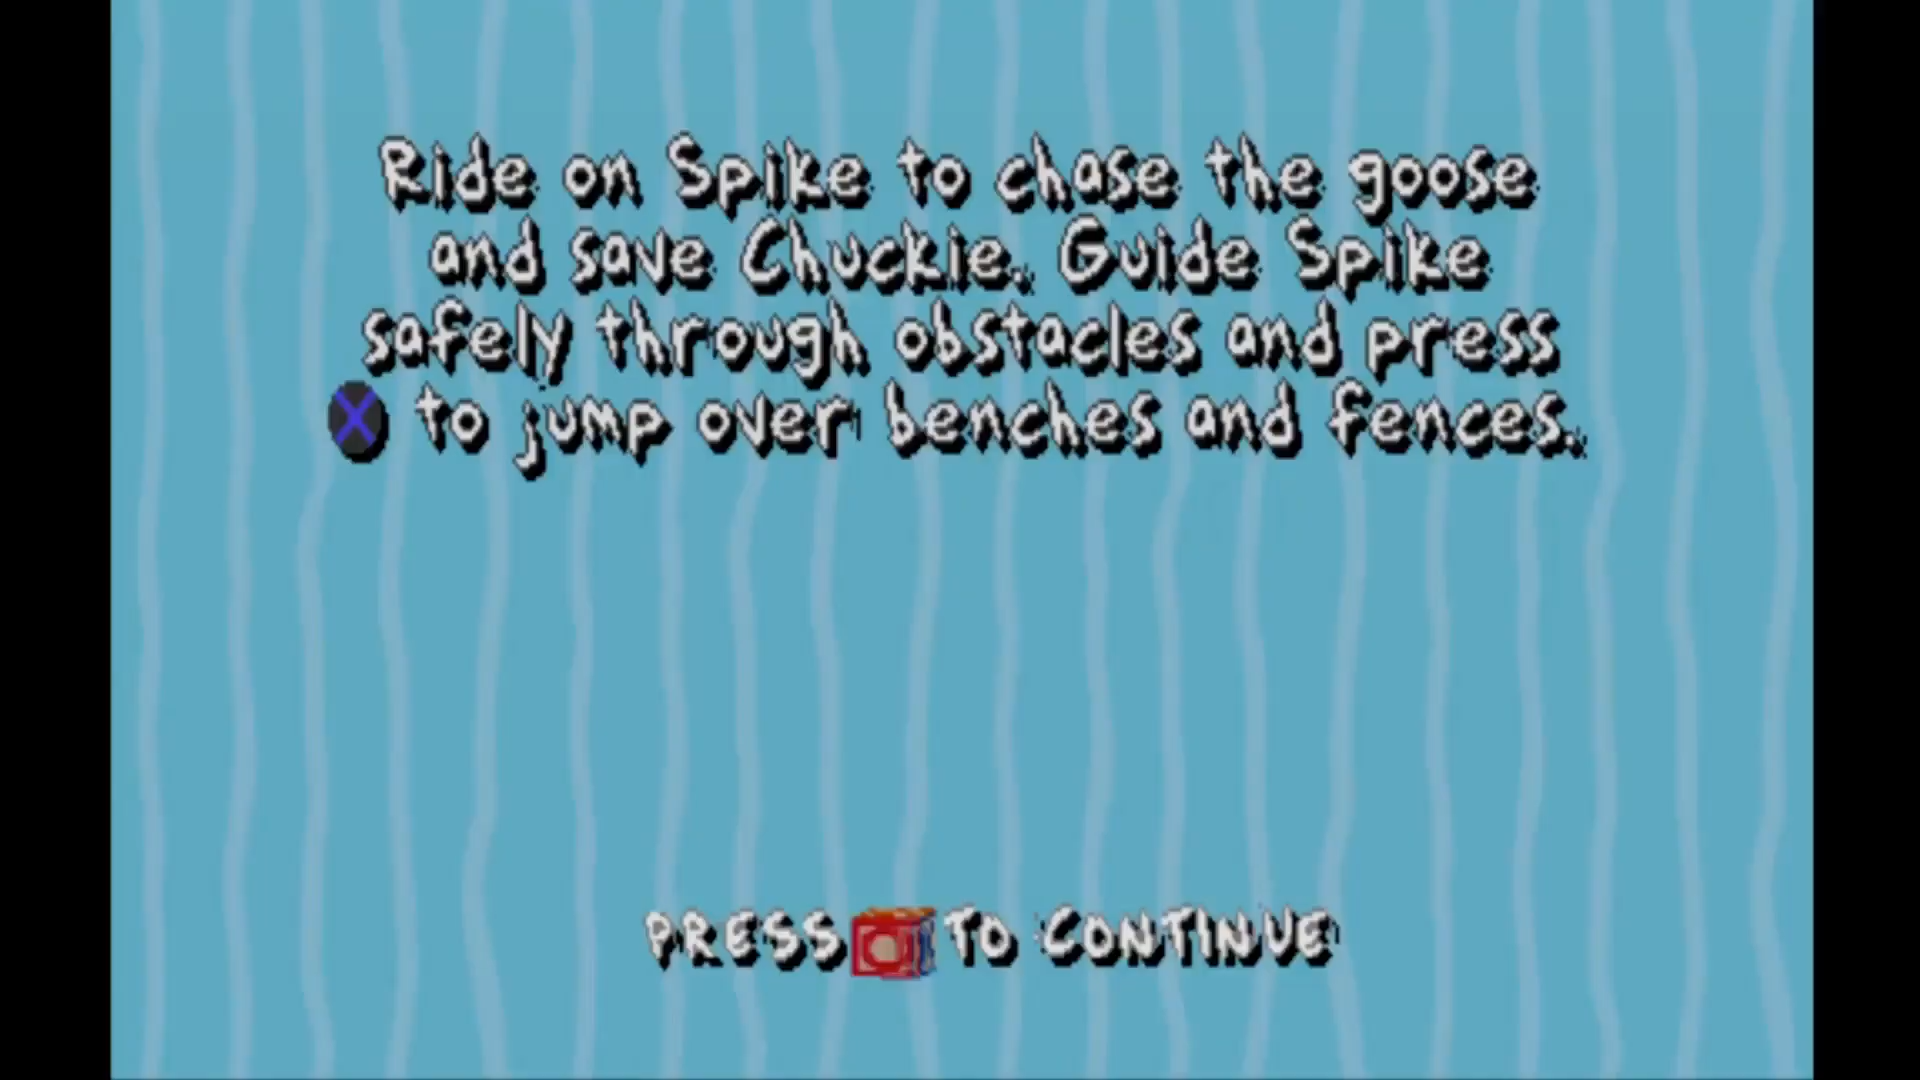 Ride on Spike to chase the goose
and save Chuckie. Guide Spike
safely through obstacles and press
X to jump over benches and fences.
PRESS TO CONTINUE